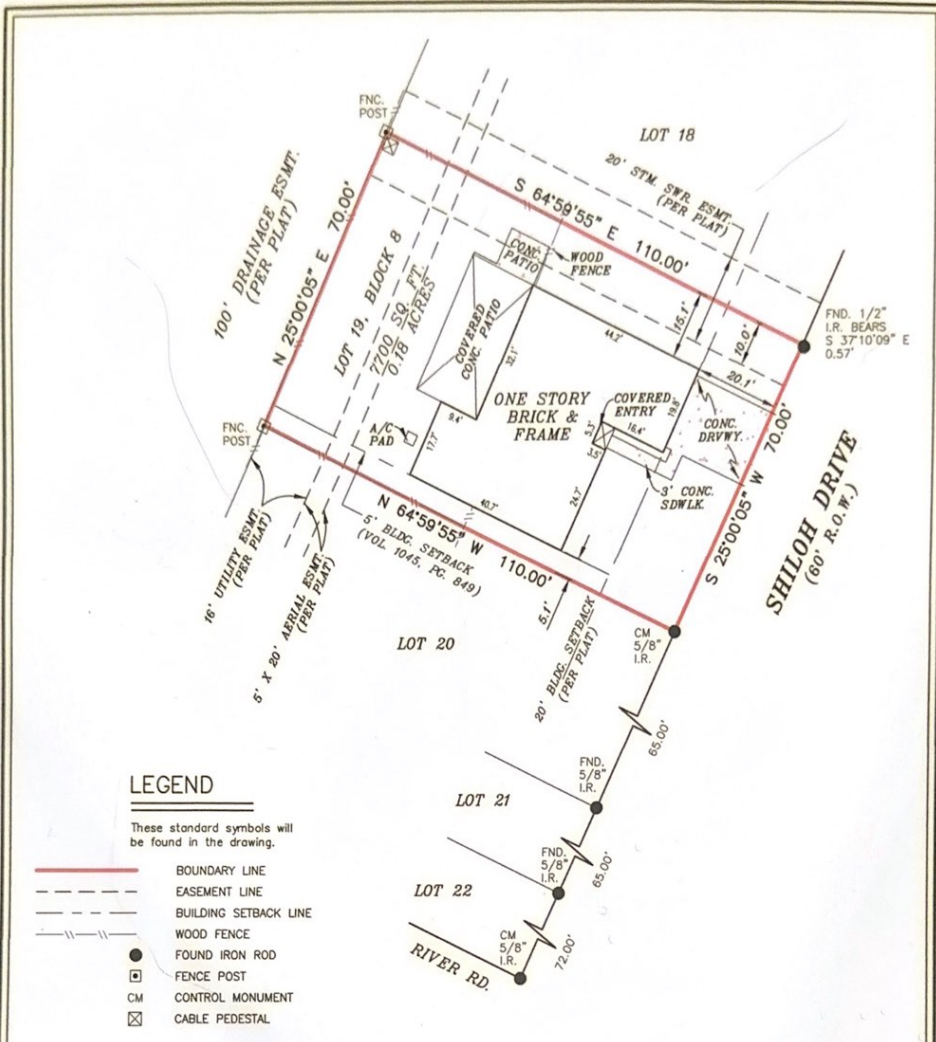 LOT 18
FNC.
POST
20' STM. SWR. ESMT.
(PER PLAT)
100' DRAINAGE ESMT.
(PER PLAT)
N 25°00'05" E 70.00'
S 64°59'55" E 110.00'
LOT 19, BLOCK 8
7700 SQ. FT.
0.18 ACRES
CONC.
PATIO
WOOD
FENCE
COVERED
CONC. PATIO
32.1'
44.2'
15.1'
10.0'
FND. 1/2"
I.R. BEARS
S 37°10'09" E
0.57'
20.1'
ONE STORY
BRICK &
FRAME
COVERED
ENTRY
19.8'
16.4'
5.3'
3.5'
CONC.
DRVWY.
S 25°00'05" W 70.00'
SHILOH DRIVE
(60' R.O.W.)
9.4'
A/C
PAD
17.7'
FNC.
POST
3' CONC.
SDWLK.
24.7'
40.7'
N 64°59'55" W 110.00'
5' BLDG. SETBACK
(VOL. 1045, PG. 849)
16' UTILITY ESMT.
(PER PLAT)
5' X 20' AERIAL ESMT.
(PER PLAT)
5.1'
20' BLDG. SETBACK
(PER PLAT)
LOT 20
CM
5/8"
I.R.
65.00'
FND.
5/8"
I.R.
LOT 21
65.00'
FND.
5/8"
I.R.
LOT 22
72.00'
CM
5/8"
I.R.
RIVER RD.
LEGEND
These standard symbols will
be found in the drawing.
BOUNDARY LINE
EASEMENT LINE
BUILDING SETBACK LINE
WOOD FENCE
FOUND IRON ROD
FENCE POST
CM CONTROL MONUMENT
CABLE PEDESTAL